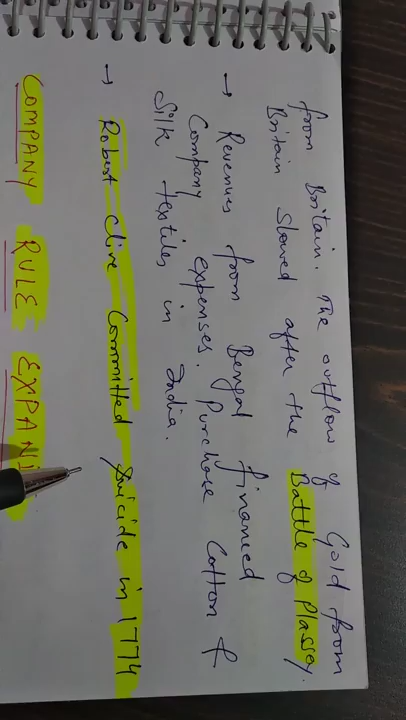 from Britain. The outflow of Gold from
Britain Slowed after the Battle of Plassey.
→ Revenues from Bengal financed
Company expenses. Purchase Cotton &
Silk textiles in India.
→ Robert Clive Committed Suicide in 1774
COMPANY RULE EXPAN